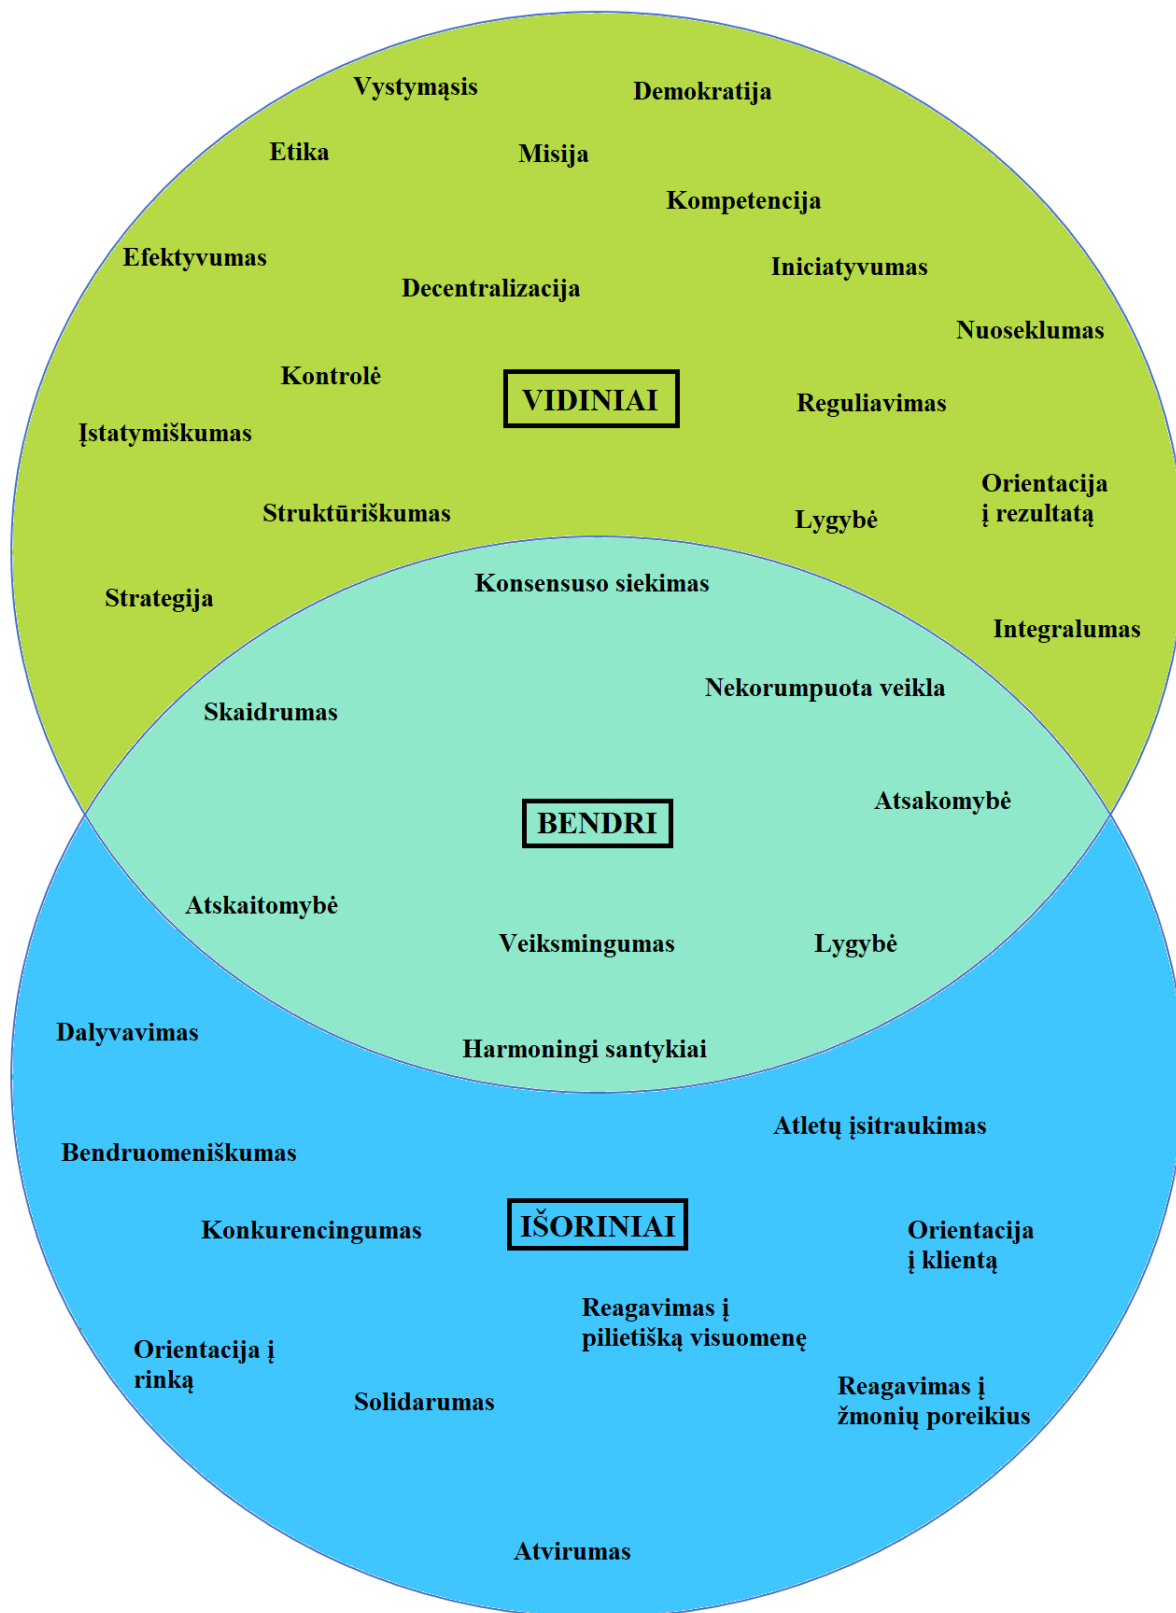 Vystymąsis
Demokratija
Etika
Misija
Kompetencija
Efektyvumas
Iniciatyvumas
Decentralizacija
Nuoseklumas
Kontrolė
VIDINIAI
Reguliavimas
Įstatymiškumas
Orientacija
į rezultatą
Struktūriškumas
Lygybė
Konsensuso siekimas
Strategija
Integralumas
Nekorumpuota veikla
Skaidrumas
Atsakomybė
BENDRI
Atskaitomybė
Veiksmingumas
Lygybė
Dalyvavimas
Harmoningi santykiai
Atletų įsitraukimas
Bendruomeniškumas
Konkurencingumas
IŠORINIAI
Orientacija
į klientą
Reagavimas į
pilietišką visuomenę
Orientacija į
rinką
Reagavimas į
žmonių poreikius
Solidarumas
Atvirumas